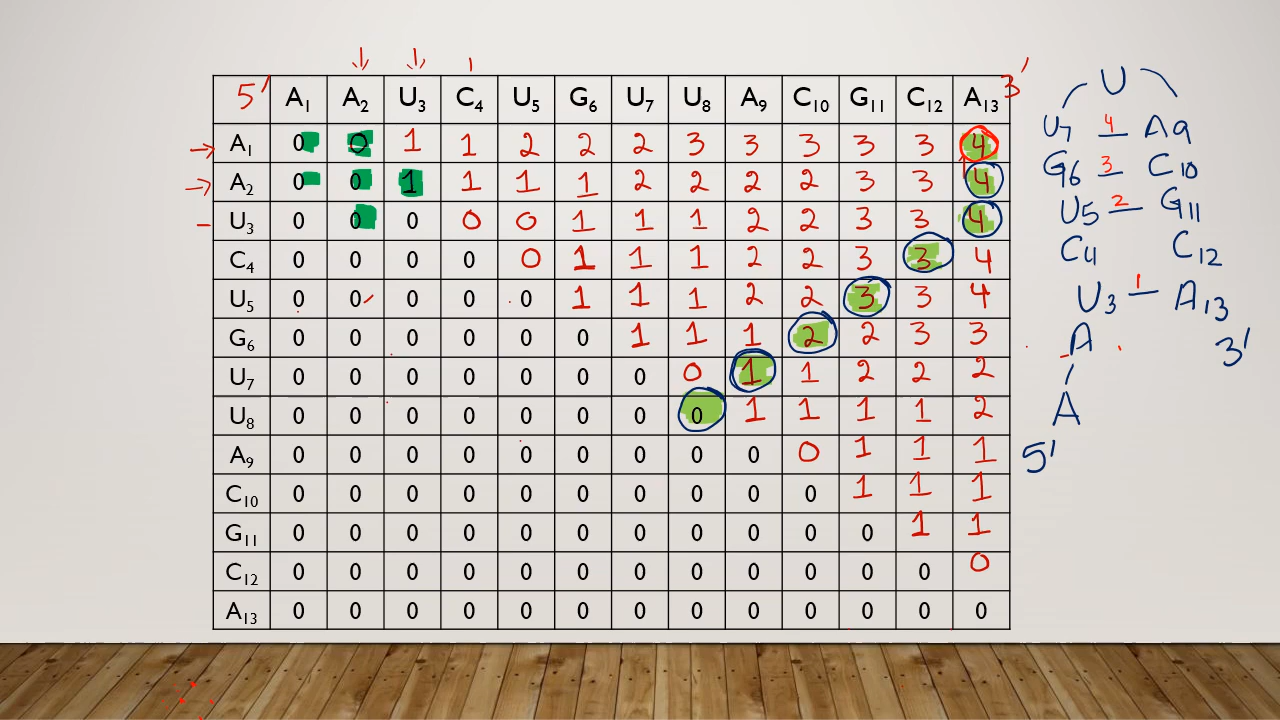 5' A₁ A₂ U₃ C₄ U₅ G₆ U₇ U₈ A₉ C₁₀ G₁₁ C₁₂ A₁₃ 3'
A₁ 0 0 1 1 2 2 2 3 3 3 3 3 4
A₂ 0 0 1 1 1 1 2 2 2 2 3 3 4
U₃ 0 0 0 0 0 1 1 1 2 2 3 3 4
C₄ 0 0 0 0 0 1 1 1 2 2 3 3 4
U₅ 0 0 0 0 0 1 1 1 2 2 3 3 4
G₆ 0 0 0 0 0 0 1 1 1 2 2 3 3
U₇ 0 0 0 0 0 0 0 0 1 1 2 2 2
U₈ 0 0 0 0 0 0 0 0 1 1 1 1 2
A₉ 0 0 0 0 0 0 0 0 0 0 1 1 1
C₁₀ 0 0 0 0 0 0 0 0 0 0 1 1 1
G₁₁ 0 0 0 0 0 0 0 0 0 0 0 1 1
C₁₂ 0 0 0 0 0 0 0 0 0 0 0 0 0
A₁₃ 0 0 0 0 0 0 0 0 0 0 0 0 0
U
U₇ 4 A₉
G₆ 3 C₁₀
U₅ 2 G₁₁
C₄ C₁₂
U₃ 1 A₁₃
A 3'
A
5'